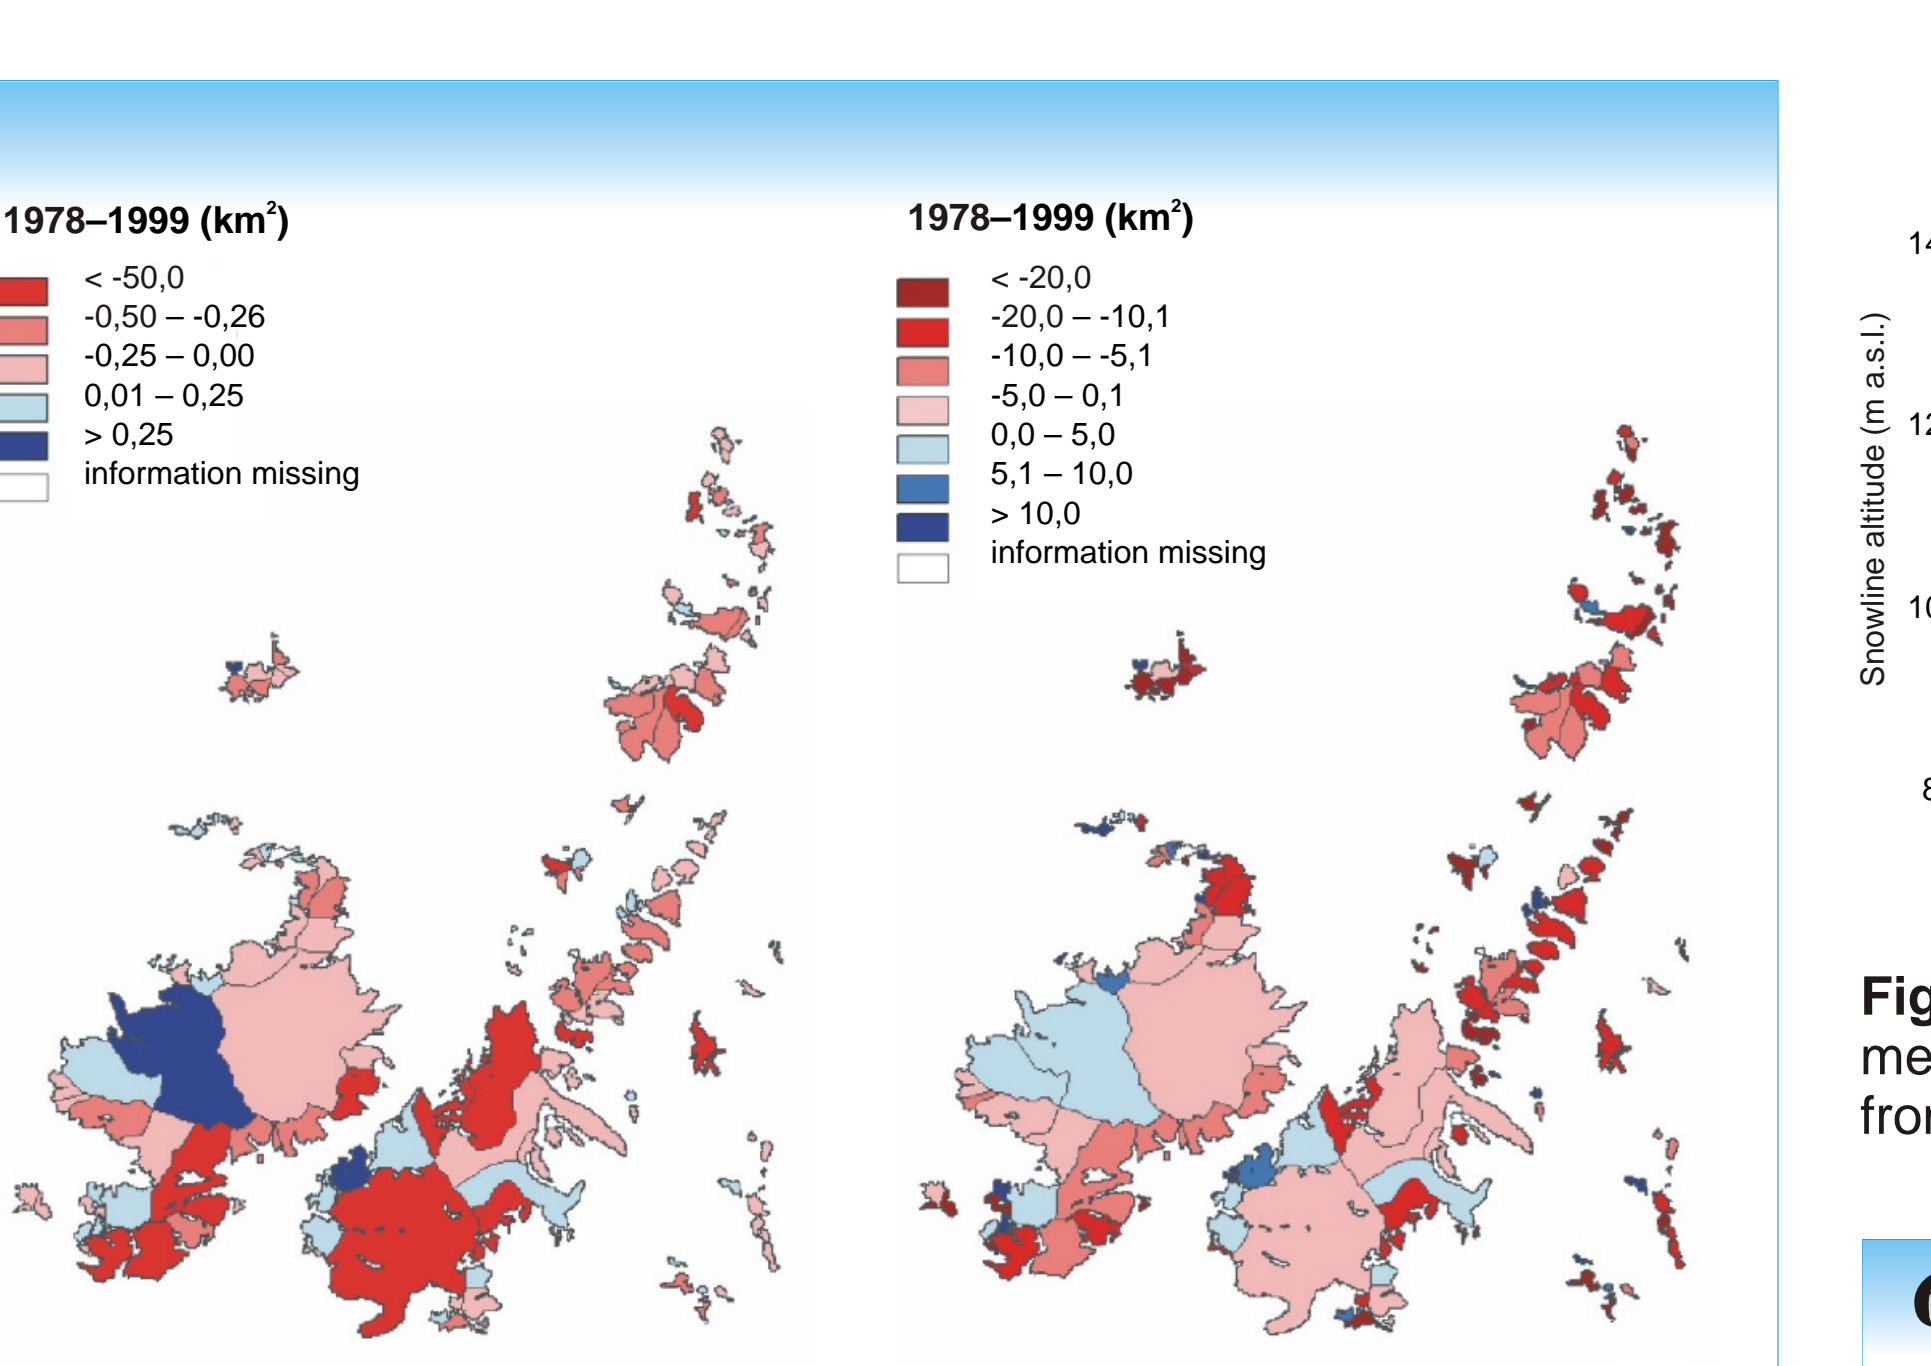 1978–1999 (km²)
< -50,0
-0,50 – -0,26
-0,25 – 0,00
0,01 – 0,25
> 0,25
information missing
1978–1999 (km²)
< -20,0
-20,0 – -10,1
-10,0 – -5,1
-5,0 – 0,1
0,0 – 5,0
5,1 – 10,0
> 10,0
information missing
Snowline altitude (m a.s.l.)